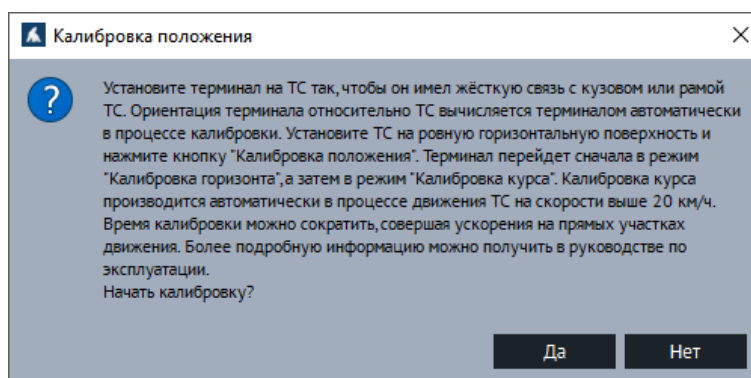 Калибровка положения
Установите терминал на ТС так, чтобы он имел жёсткую связь с кузовом или рамой
ТС. Ориентация терминала относительно ТС вычисляется терминалом автоматически
в процессе калибровки. Установите ТС на ровную горизонтальную поверхность и
нажмите кнопку "Калибровка положения". Терминал перейдет сначала в режим
"Калибровка горизонта", а затем в режим "Калибровка курса". Калибровка курса
производится автоматически в процессе движения ТС на скорости выше 20 км/ч.
Время калибровки можно сократить, совершая ускорения на прямых участках
движения. Более подробную информацию можно получить в руководстве по
эксплуатации.
Начать калибровку?
Да Нет